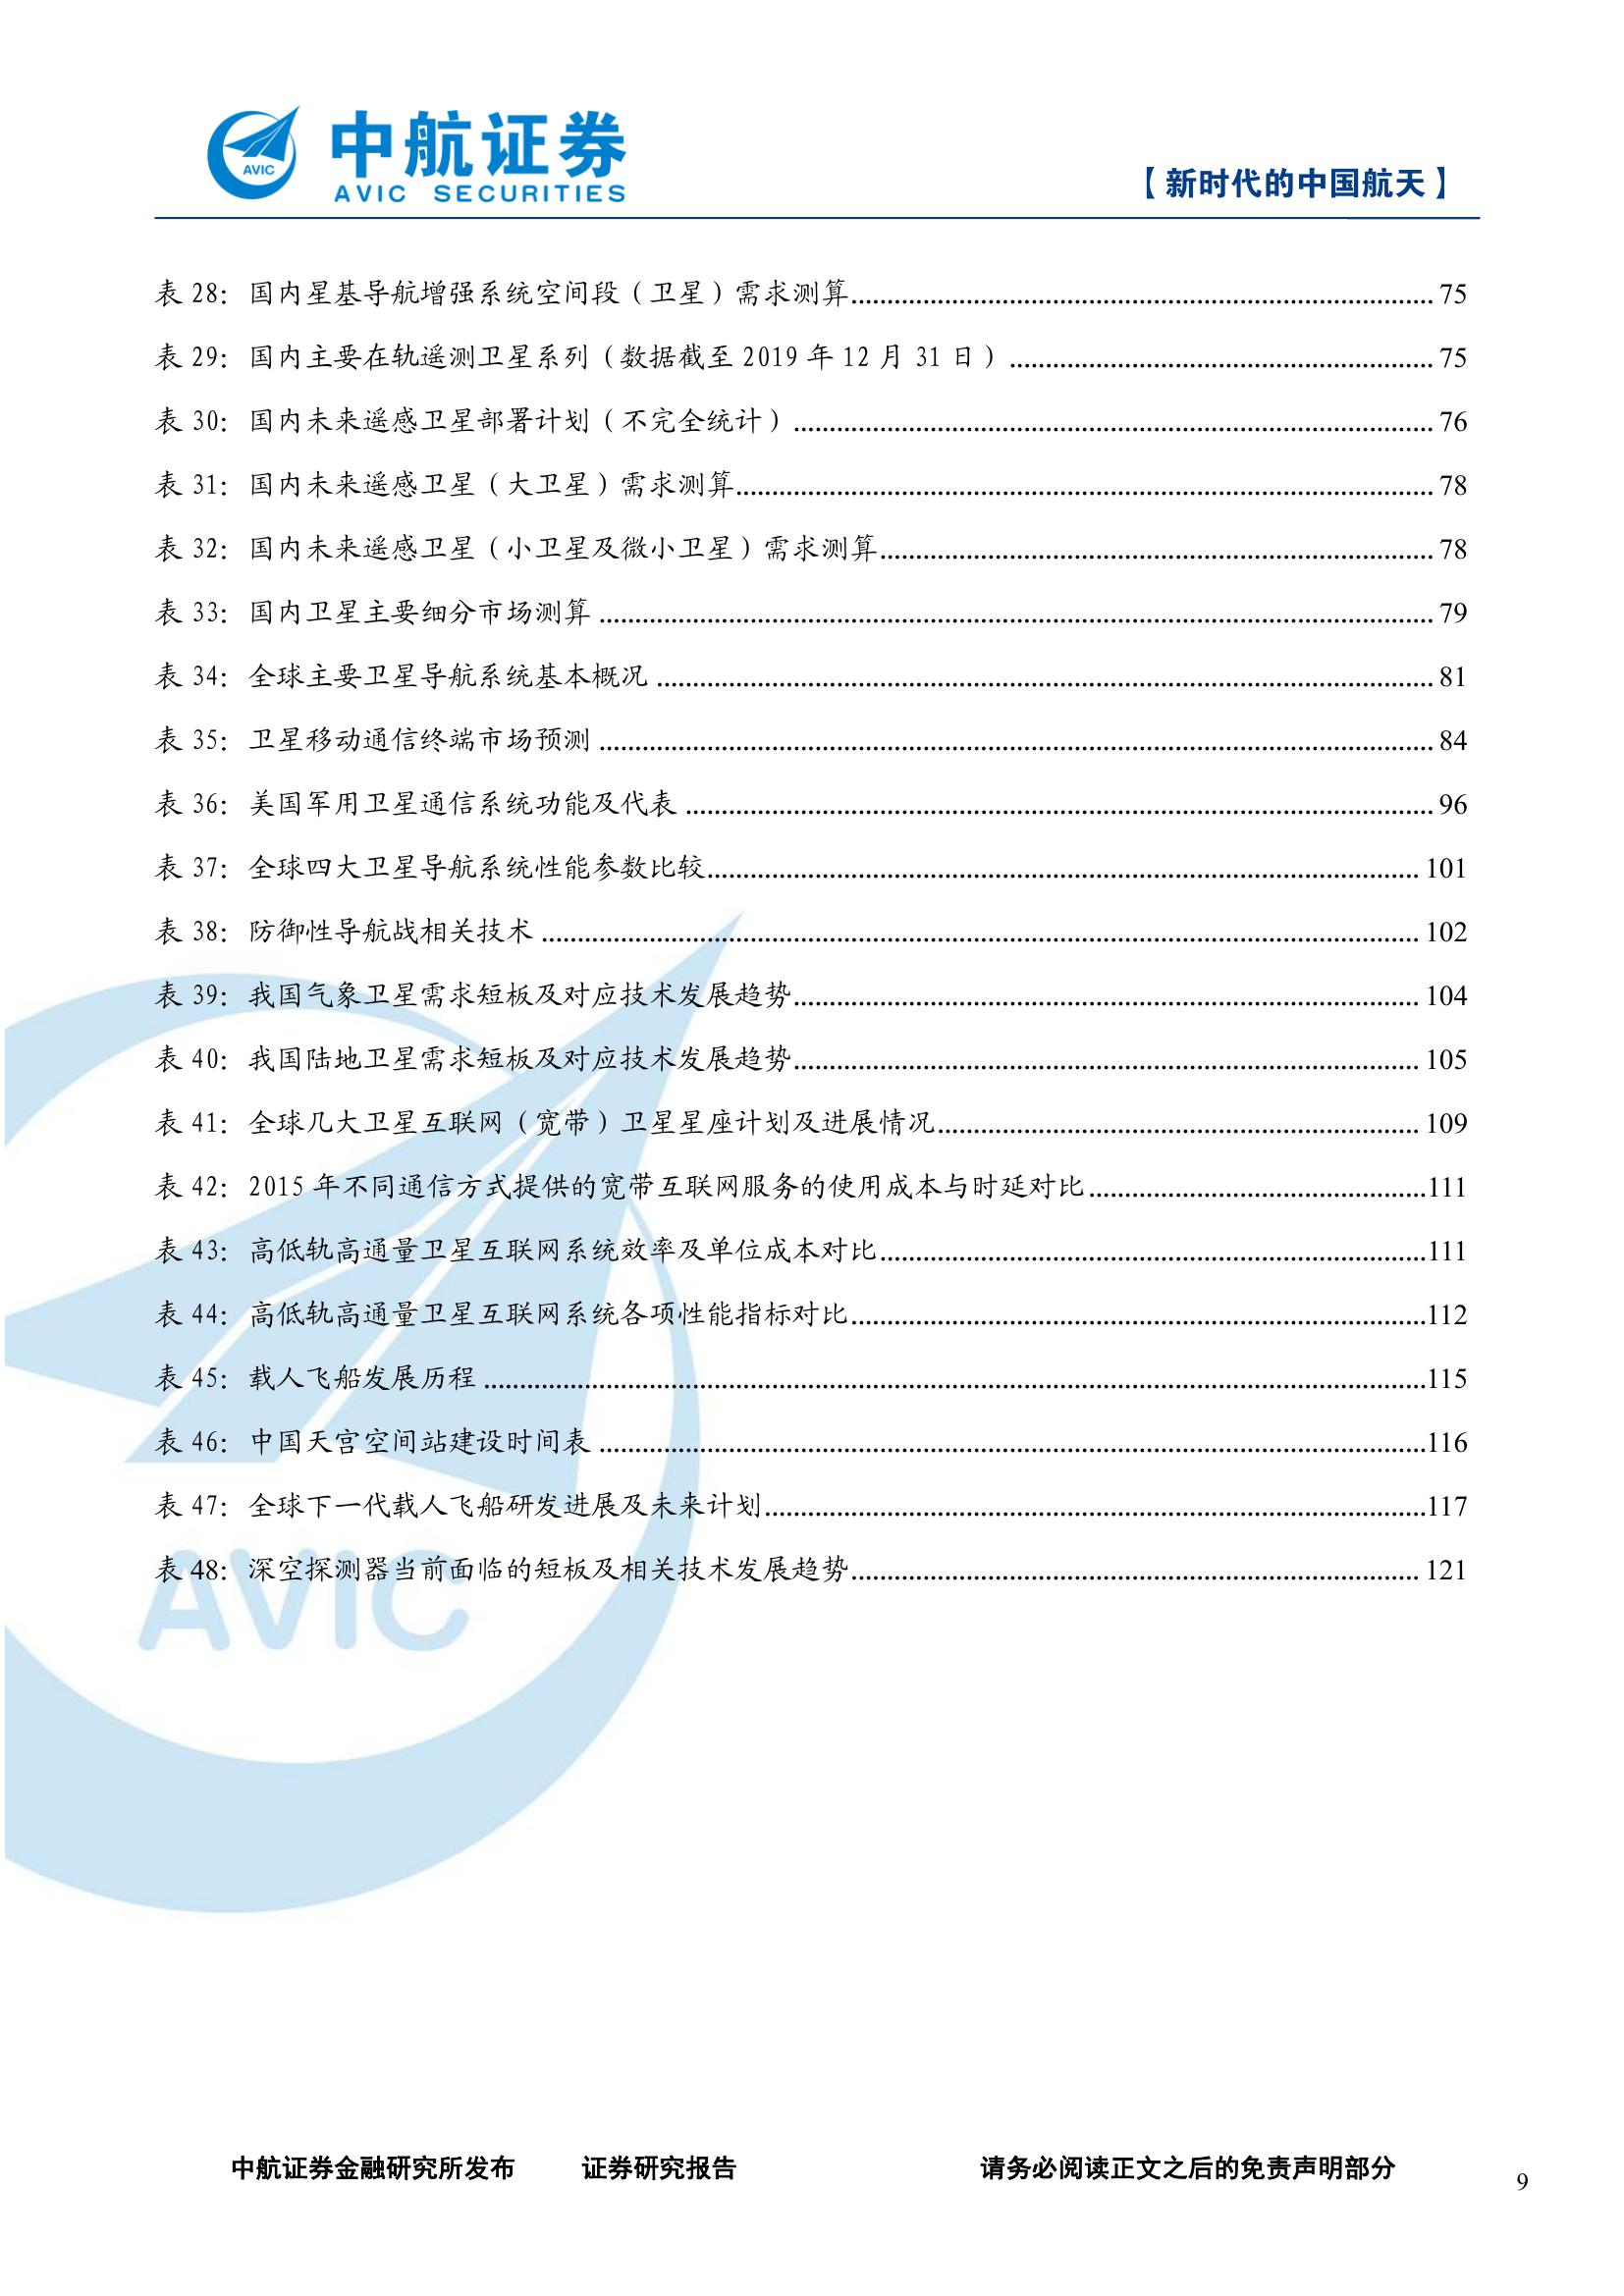 中航证券
AVIC SECURITIES
AVIC
【新时代的中国航天】
表 28：国内星基导航增强系统空间段（卫星）需求测算........................................ 75
表 29：国内主要在轨遥测卫星系列（数据截至 2019 年 12 月 31 日）........................................ 75
表 30：国内未来遥感卫星部署计划（不完全统计）........................................ 76
表 31：国内未来遥感卫星（大卫星）需求测算........................................ 78
表 32：国内未来遥感卫星（小卫星及微小卫星）需求测算........................................ 78
表 33：国内卫星主要细分市场测算........................................ 79
表 34：全球主要卫星导航系统基本概况........................................ 81
表 35：卫星移动通信终端市场预测........................................ 84
表 36：美国军用卫星通信系统功能及代表........................................ 96
表 37：全球四大卫星导航系统性能参数比较........................................ 101
表 38：防御性导航战相关技术........................................ 102
表 39：我国气象卫星需求短板及对应技术发展趋势........................................ 104
表 40：我国陆地卫星需求短板及对应技术发展趋势........................................ 105
表 41：全球几大卫星互联网（宽带）卫星星座计划及进展情况........................................ 109
表 42：2015 年不同通信方式提供的宽带互联网服务的使用成本与时延对比........................................ 111
表 43：高低轨高通量卫星互联网系统效率及单位成本对比........................................ 111
表 44：高低轨高通量卫星互联网系统各项性能指标对比........................................ 112
表 45：载人飞船发展历程........................................ 115
表 46：中国天宫空间站建设时间表........................................ 116
表 47：全球下一代载人飞船研发进展及未来计划........................................ 117
表 48：深空探测器当前面临的短板及相关技术发展趋势........................................ 121
AVIC
中航证券金融研究所发布 证券研究报告 请务必阅读正文之后的免责声明部分
9